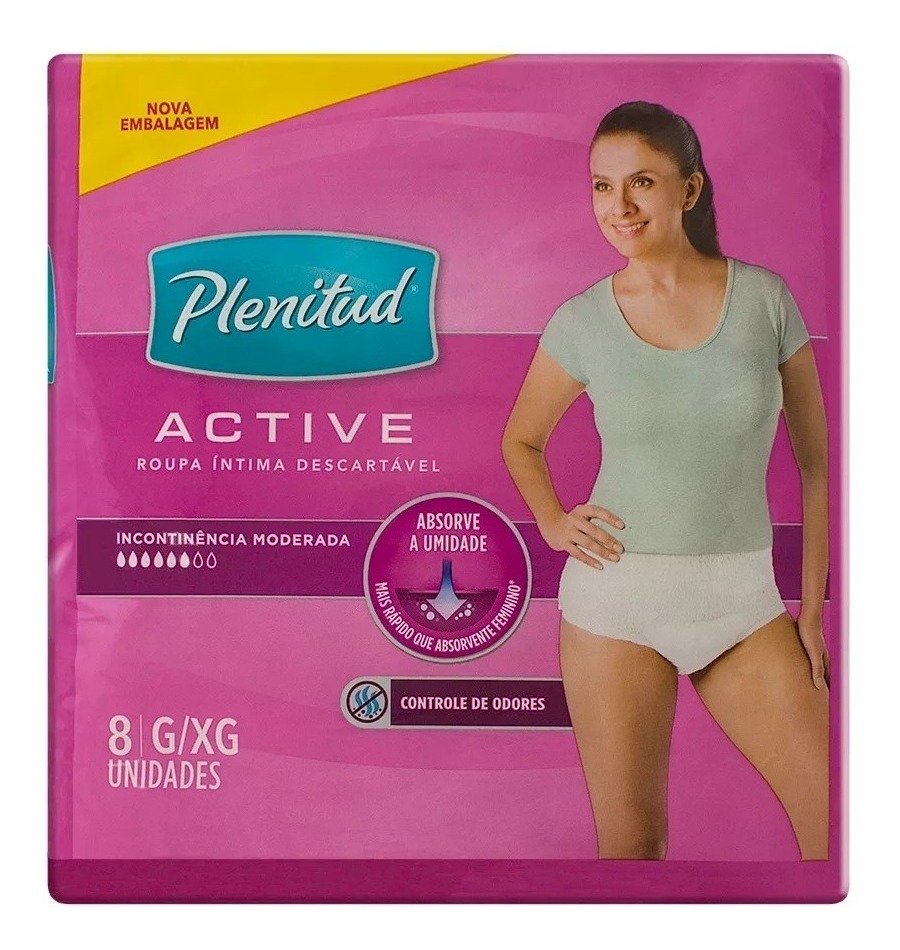 NOVA
EMBALAGEM
Plenitud®
ACTIVE
ROUPA ÍNTIMA DESCARTÁVEL
INCONTINÊNCIA MODERADA
ABSORVE
A UMIDADE
MAIS RÁPIDO QUE ABSORVENTE FEMININO*
CONTROLE DE ODORES
8 | G/XG
UNIDADES